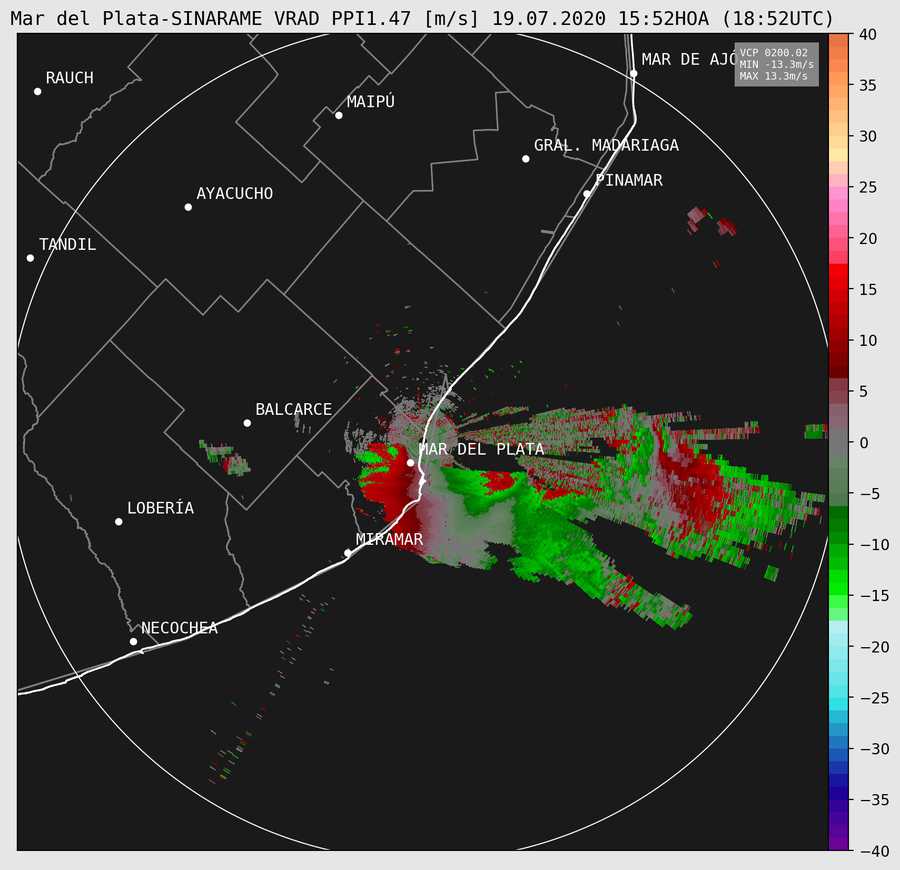 Mar del Plata-SINARAME VRAD PPI1.47 [m/s] 19.07.2020 15:52HOA (18:52UTC)
VCP 0200.02
MIN -13.3m/s
MAX 13.3m/s
MAR DE AJÓ
RAUCH
MAIPÚ
GRAL. MADARIAGA
PINAMAR
AYACUCHO
TANDIL
BALCARCE
MAR DEL PLATA
LOBERÍA
MIRAMAR
NECOCHEA
40
35
30
25
20
15
10
5
0
−5
−10
−15
−20
−25
−30
−35
−40